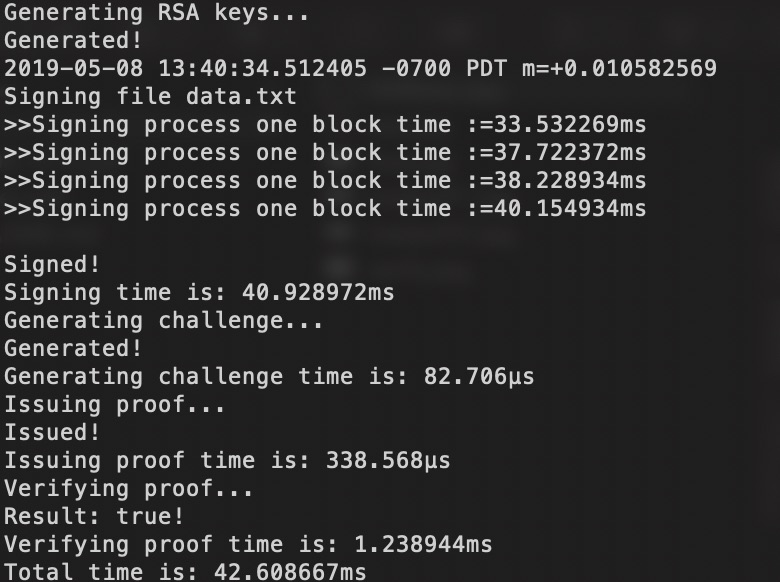 Generating RSA keys...
Generated!
2019-05-08 13:40:34.512405 -0700 PDT m=+0.010582569
Signing file data.txt
>>Signing process one block time :=33.532269ms
>>Signing process one block time :=37.722372ms
>>Signing process one block time :=38.228934ms
>>Signing process one block time :=40.154934ms
Signed!
Signing time is: 40.928972ms
Generating challenge...
Generated!
Generating challenge time is: 82.706µs
Issuing proof...
Issued!
Issuing proof time is: 338.568µs
Verifying proof...
Result: true!
Verifying proof time is: 1.238944ms
Total time is: 42.608667ms